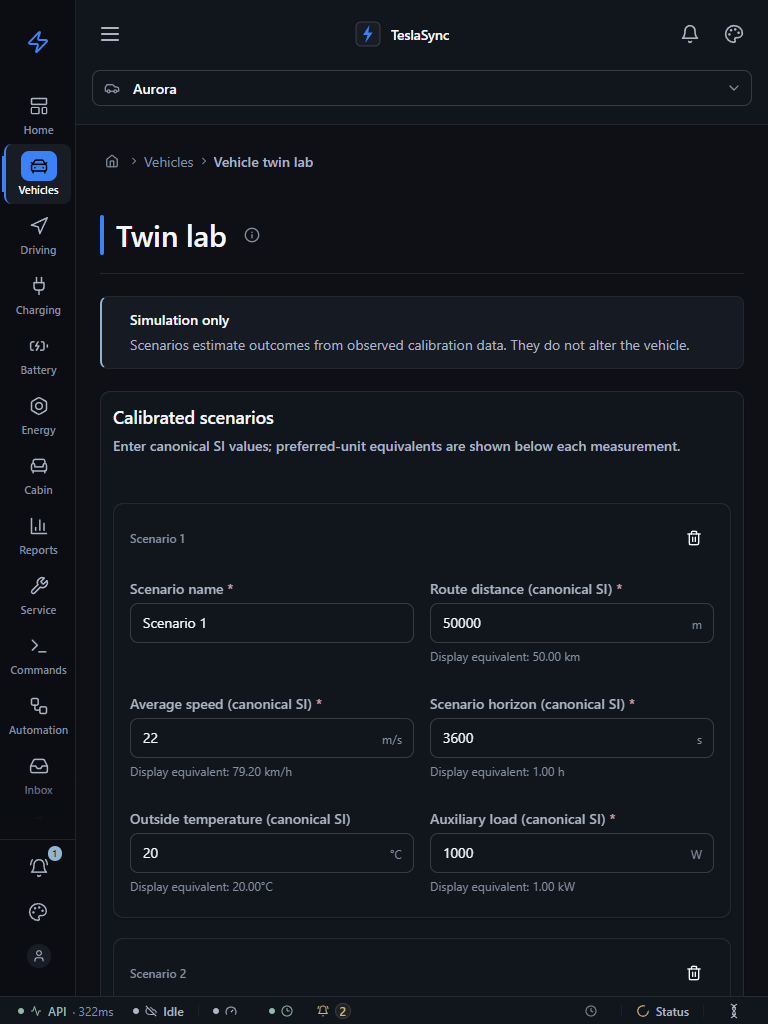 TeslaSync
Aurora
Home
Vehicles
Driving
Charging
Battery
Energy
Cabin
Reports
Service
Commands
Automation
Inbox
1
Vehicles
Vehicle twin lab
Twin lab
Simulation only
Scenarios estimate outcomes from observed calibration data. They do not alter the vehicle.
Calibrated scenarios
Enter canonical SI values; preferred-unit equivalents are shown below each measurement.
Scenario 1
Scenario name *
Scenario 1
Route distance (canonical SI) *
50000 m
Display equivalent: 50.00 km
Average speed (canonical SI) *
22 m/s
Display equivalent: 79.20 km/h
Scenario horizon (canonical SI) *
3600 s
Display equivalent: 1.00 h
Outside temperature (canonical SI)
20 °C
Display equivalent: 20.00°C
Auxiliary load (canonical SI) *
1000 W
Display equivalent: 1.00 kW
Scenario 2
API · 322ms
Idle
2
Status